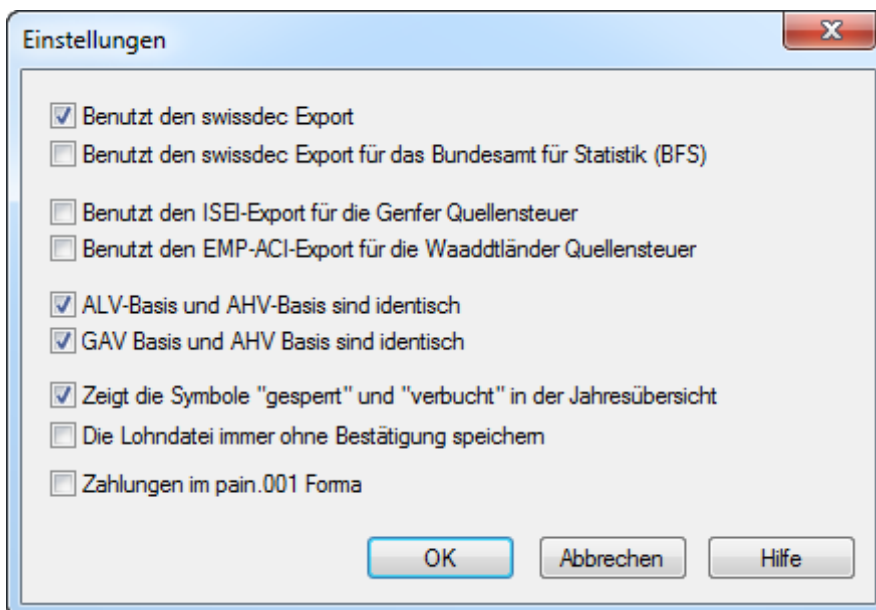 Einstellungen
Benutzt den swissdec Export
Benutzt den swissdec Export für das Bundesamt für Statistik (BFS)
Benutzt den ISEI-Export für die Genfer Quellensteuer
Benutzt den EMP-ACI-Export für die Waaddtländer Quellensteuer
ALV-Basis und AHV-Basis sind identisch
GAV Basis und AHV Basis sind identisch
Zeigt die Symbole "gesperrt" und "verbucht" in der Jahresübersicht
Die Lohndatei immer ohne Bestätigung speichern
Zahlungen im pain.001 Forma
OK Abbrechen Hilfe